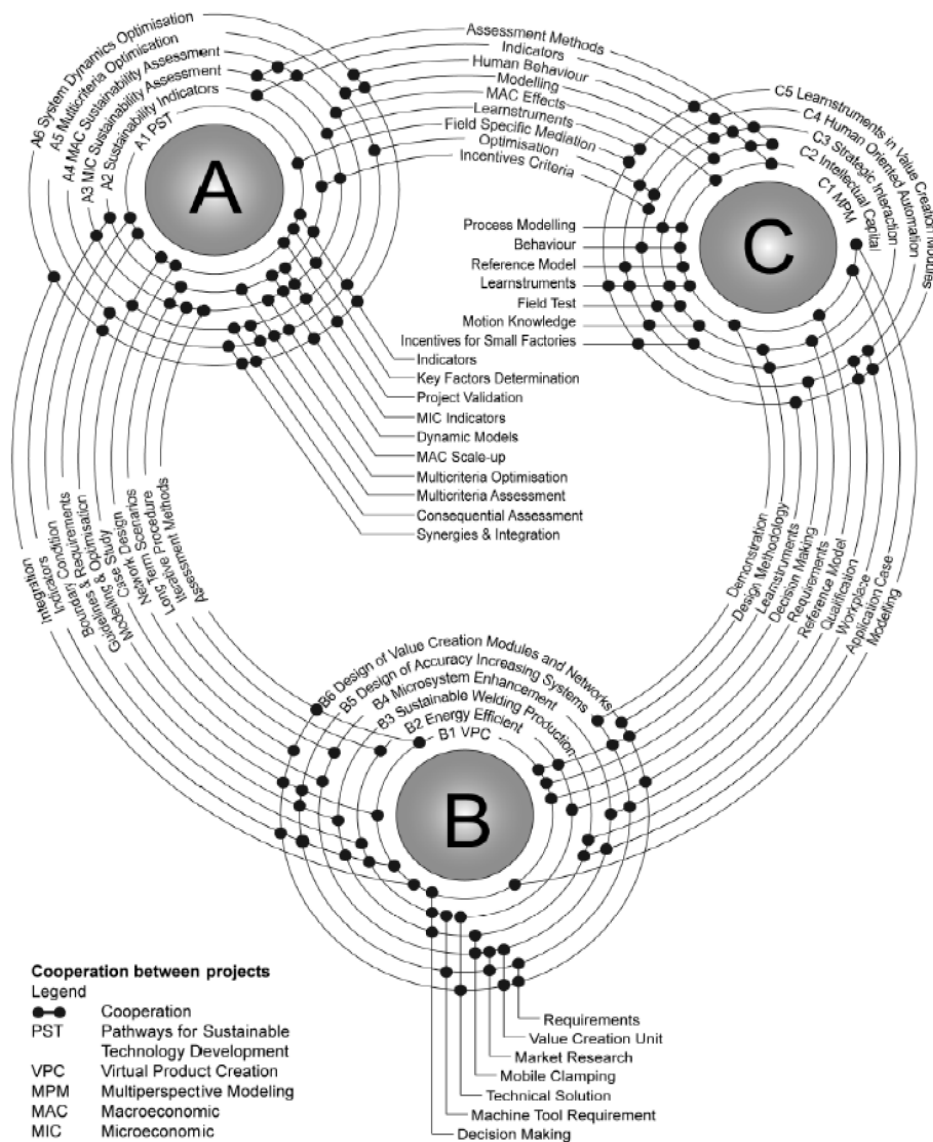 A6 System Dynamics Optimisation
A5 Multicriteria Optimisation
A4 MAC Sustainability Assessment
A3 MIC Sustainability Assessment
A2 Sustainability Indicators
A1 PST
A
Assessment Methods
Indicators
Human Behaviour
Modelling
MAC Effects
Learnstruments
Field Specific Mediation
Optimisation
Incentives Criteria
C5 Learnstruments in Value Creation Modules
C4 Human Oriented Automation
C3 Strategic Interaction
C2 Intellectual Capital
C1 MPM
C
Process Modelling
Behaviour
Reference Model
Learnstruments
Field Test
Motion Knowledge
Incentives for Small Factories
Indicators
Key Factors Determination
Project Validation
MIC Indicators
Dynamic Models
MAC Scale-up
Multicriteria Optimisation
Multicriteria Assessment
Consequential Assessment
Synergies & Integration
Integration
Indicators
Boundary Conditions
Boundary Requirements
Guidelines & Optimisation
Modelling & Study
Case Design
Network Scenarios
Long Term Procedure
Iterative Methods
Assessment
Demonstration
Design Methodology
Learnstruments
Decision Making
Requirements
Reference Model
Qualification
Workplace
Application Case
Modelling
B6 Design of Value Creation Modules and Networks
B5 Design of Accuracy Increasing Systems
B4 Microsystem Enhancement
B3 Sustainable Welding Production
B2 Energy Efficient
B1 VPC
B
Requirements
Value Creation Unit
Market Research
Mobile Clamping
Technical Solution
Machine Tool Requirement
Decision Making
Cooperation between projects
Legend
Cooperation
PST Pathways for Sustainable
Technology Development
VPC Virtual Product Creation
MPM Multiperspective Modeling
MAC Macroeconomic
MIC Microeconomic